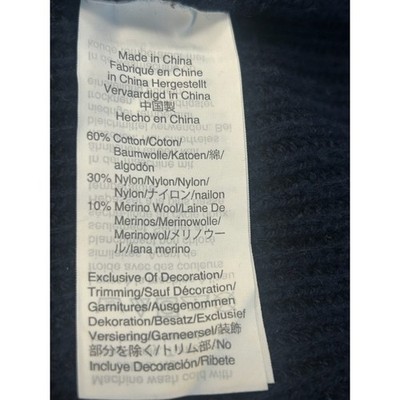 Made in China
Fabriqué en Chine
in China Hergestellt
Vervaardigd in China
中国製
Hecho en China
60% Cotton/Coton/
Baumwolle/Katoen/綿/
algodón
30% Nylon/Nylon/Nylon/
Nylon/ナイロン/nailon
10% Merino Wool/Laine De
Merinos/Merinowolle/
Merinowol/メリノウー
ル/lana merino
Exclusive Of Decoration/
Trimming/Sauf Décoration/
Garnitures/Ausgenommen
Dekoration/Besatz/Exclusief
Versiering/Garneersel/装飾
部分を除く/トリム部/No
Incluye Decoración/Ribete
Machine wash cold with